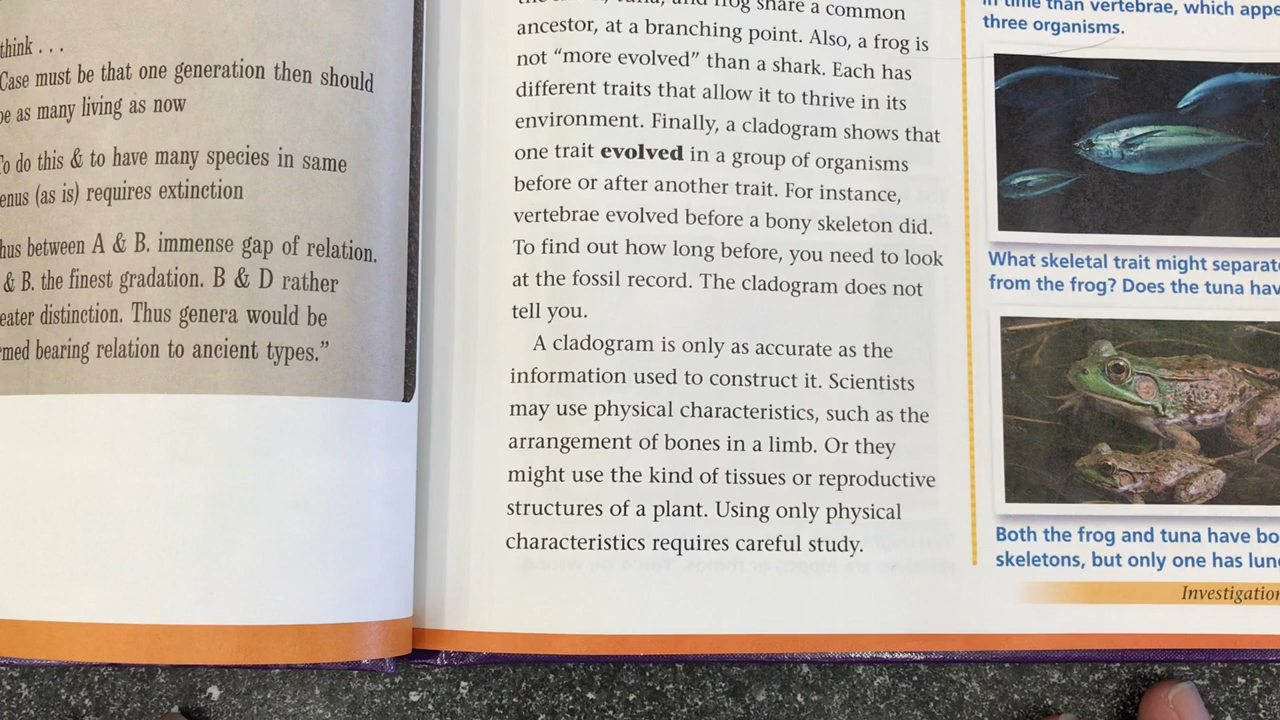 think . . .
Case must be that one generation then should
be as many living as now
To do this & to have many species in same
genus (as is) requires extinction
hus between A & B. immense gap of relation.
& B. the finest gradation. B & D rather
eater distinction. Thus genera would be
rmed bearing relation to ancient types.”
and frog share a common
ancestor, at a branching point. Also, a frog is
not “more evolved” than a shark. Each has
different traits that allow it to thrive in its
environment. Finally, a cladogram shows that
one trait evolved in a group of organisms
before or after another trait. For instance,
vertebrae evolved before a bony skeleton did.
To find out how long before, you need to look
at the fossil record. The cladogram does not
tell you.
A cladogram is only as accurate as the
information used to construct it. Scientists
may use physical characteristics, such as the
arrangement of bones in a limb. Or they
might use the kind of tissues or reproductive
structures of a plant. Using only physical
characteristics requires careful study.
in time than vertebrae, which appe
three organisms.
What skeletal trait might separate
from the frog? Does the tuna hav
Both the frog and tuna have bo
skeletons, but only one has lun
Investigation